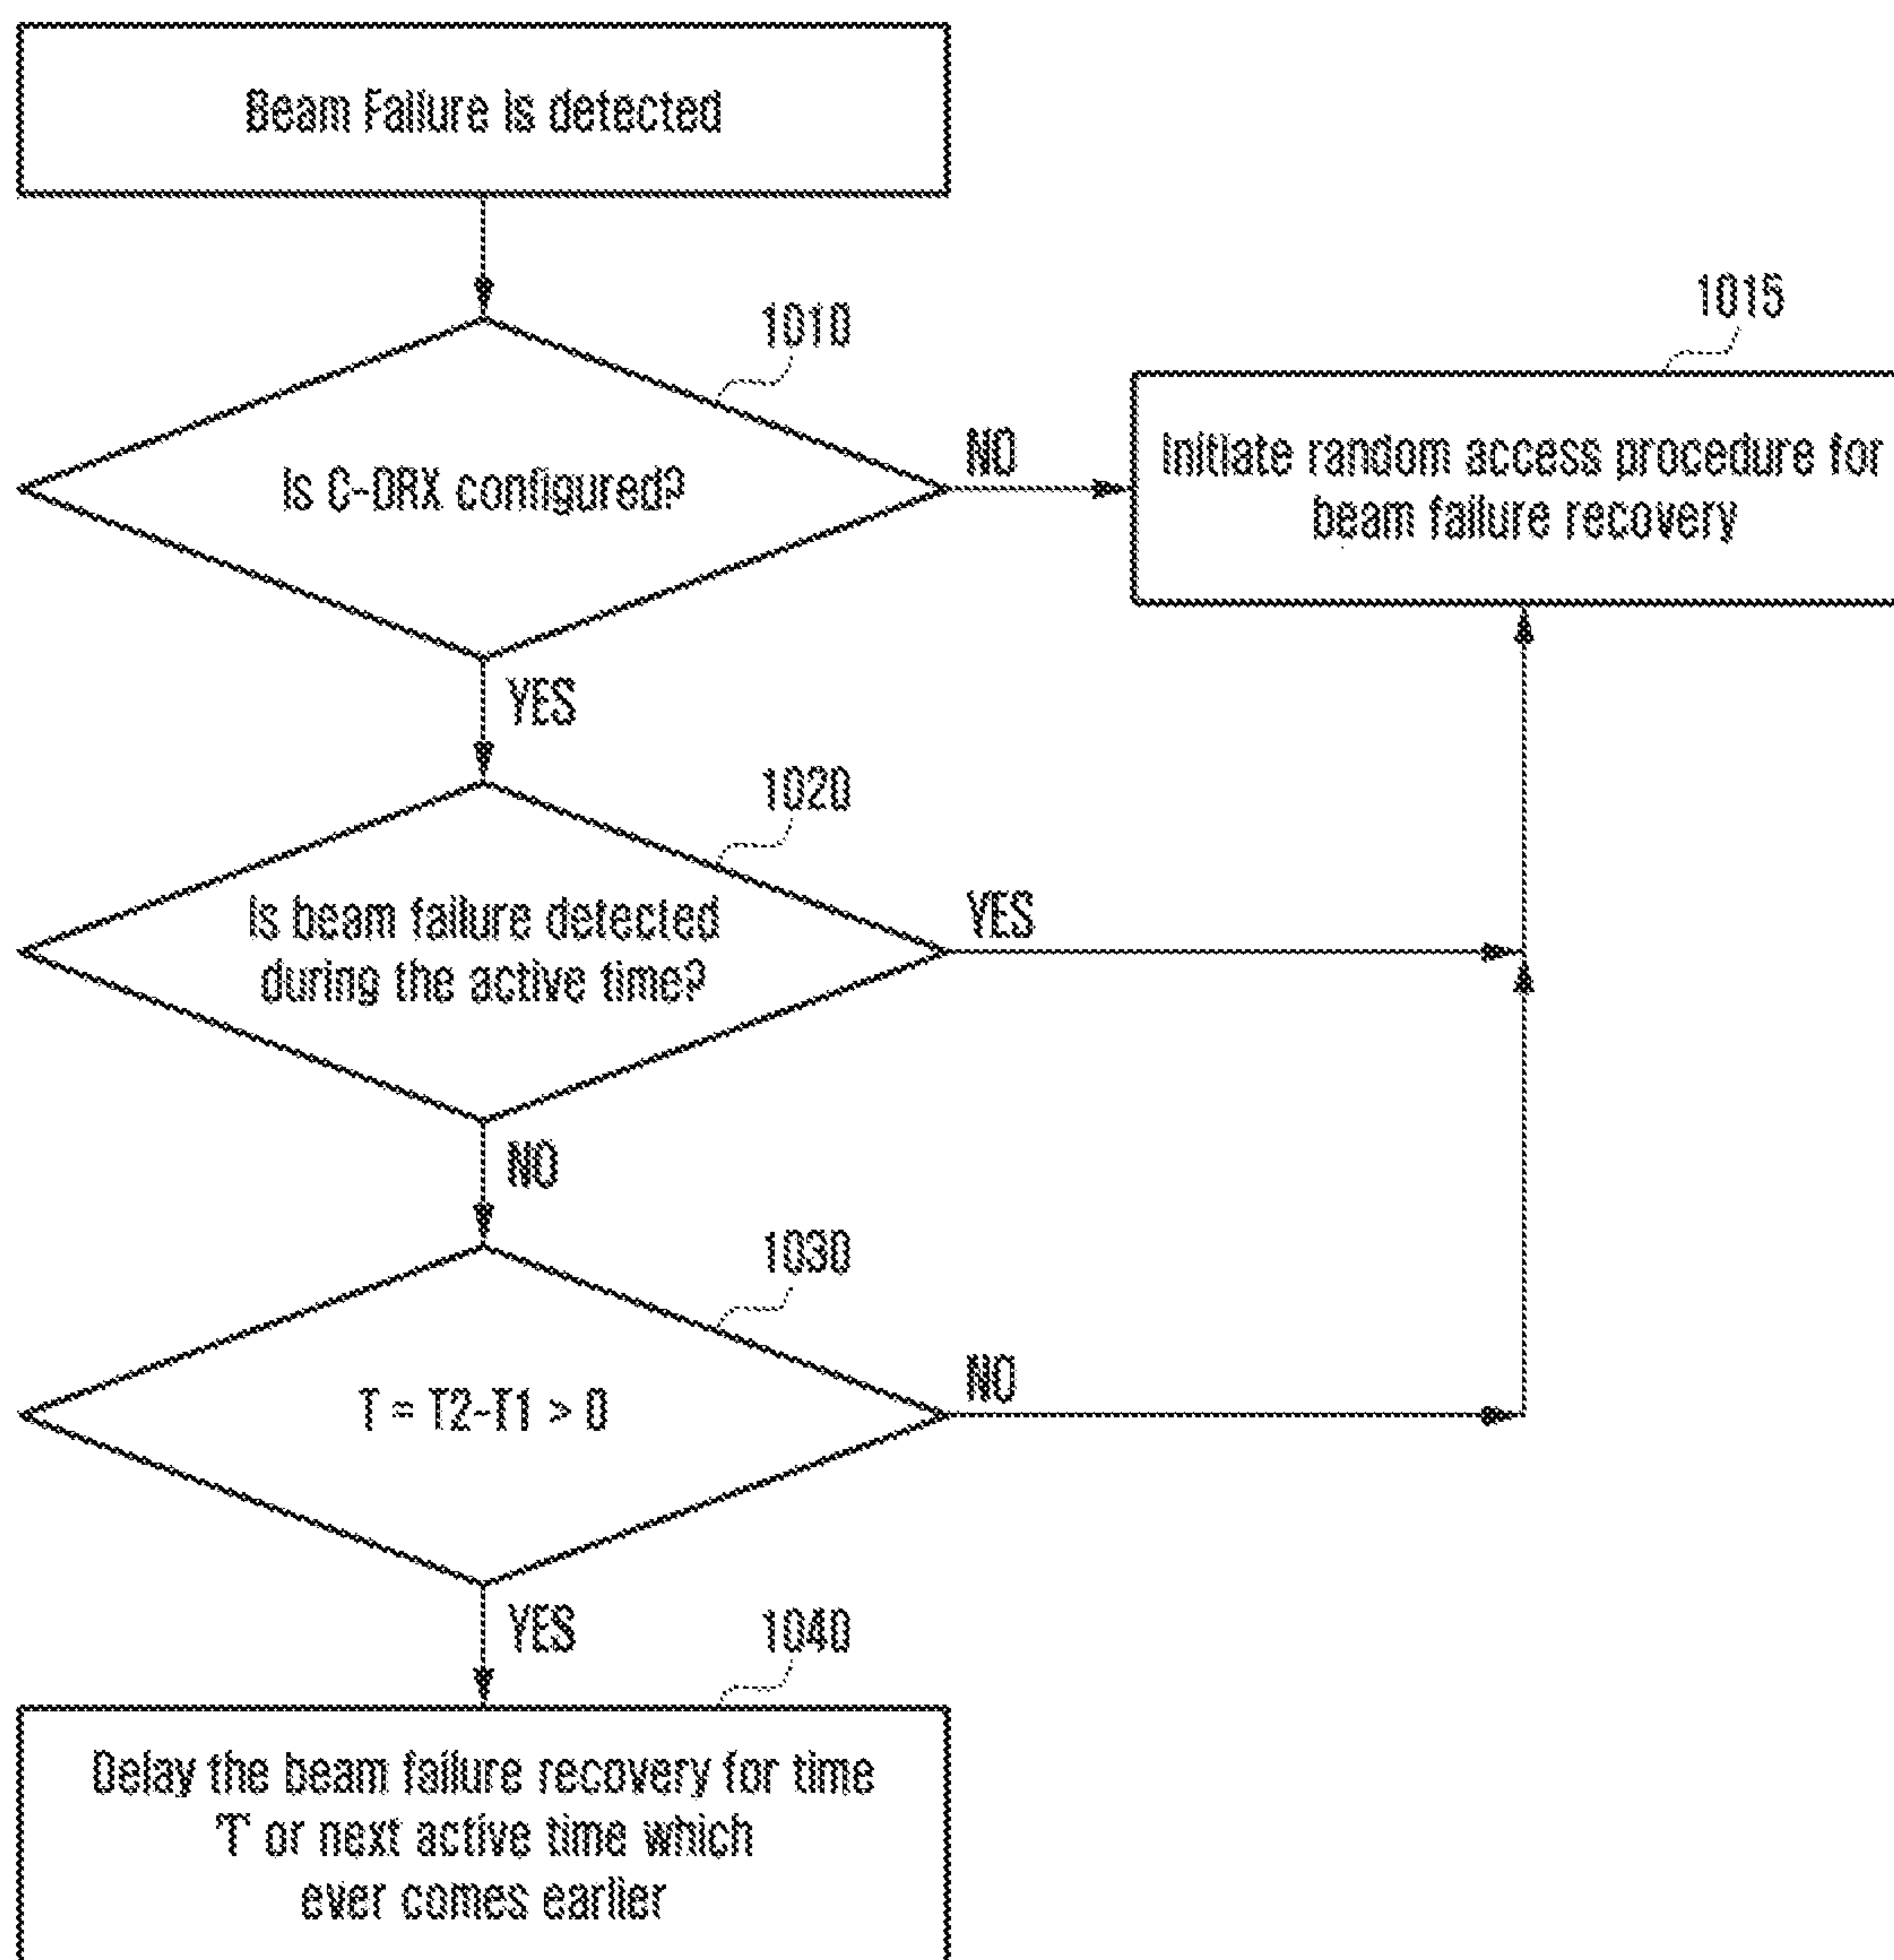 Beam Failure is detected
1010
Is C-DRX configured?
NO
1015
Initiate random access procedure for
beam failure recovery
YES
1020
Is beam failure detected
during the active time?
YES
NO
1030
T = T2-T1 > 0
NO
YES
1040
Delay the beam failure recovery for time
'T' or next active time which
ever comes earlier